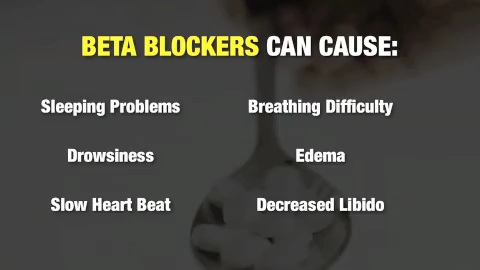 BETA BLOCKERS CAN CAUSE:
Sleeping Problems
Breathing Difficulty
Drowsiness
Edema
Slow Heart Beat
Decreased Libido